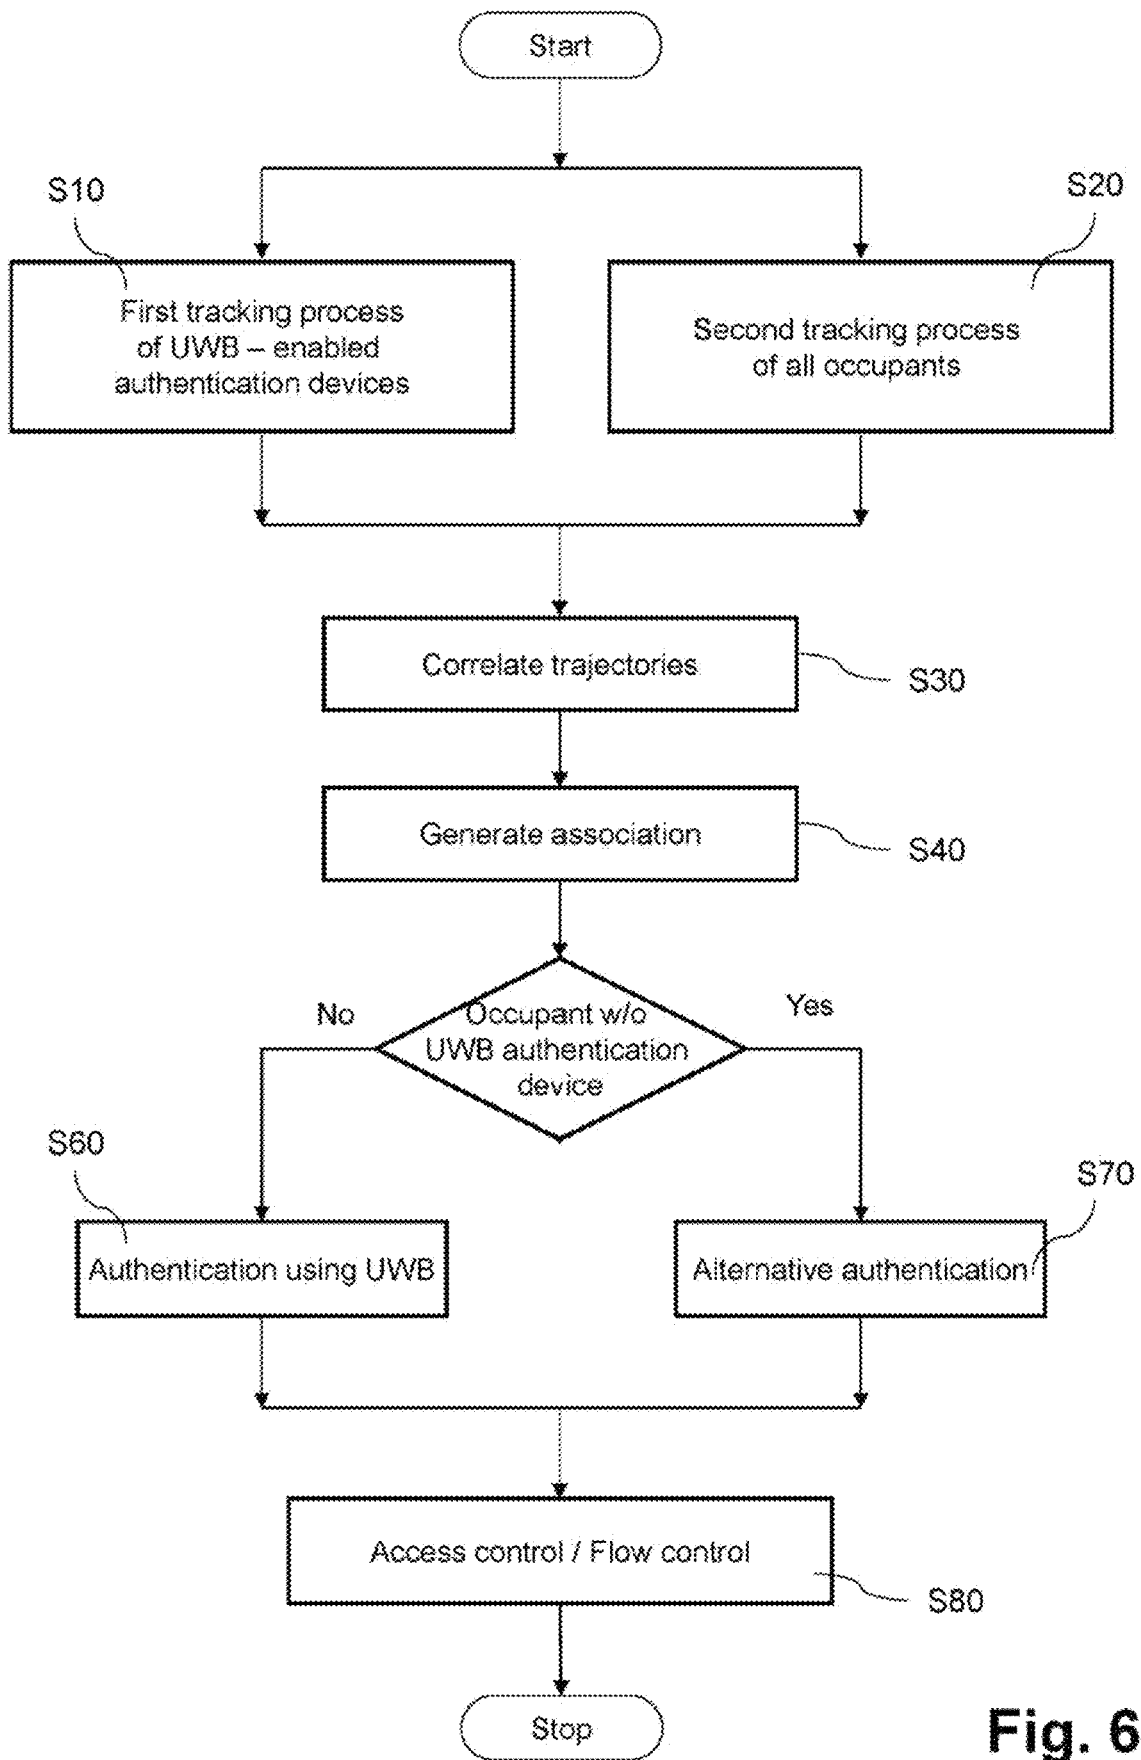 Start
S10
S20
First tracking process
of UWB – enabled
authentication devices
Second tracking process
of all occupants
Correlate trajectories
S30
Generate association
S40
No
Yes
Occupant w/o
UWB authentication
device
S60
S70
Authentication using UWB
Alternative authentication
Access control / Flow control
S80
Stop
Fig. 6